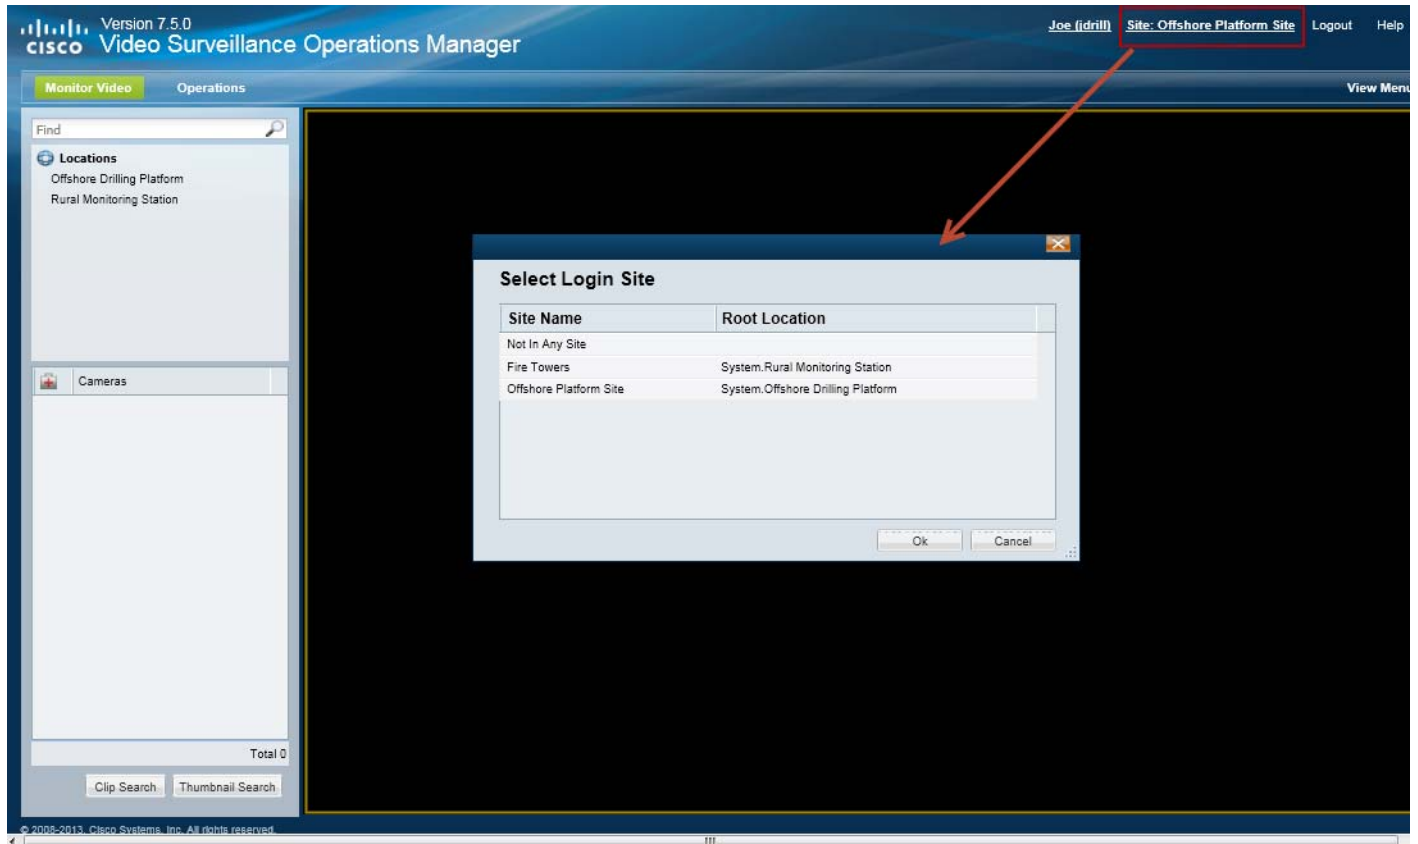 Version 7.5.0
CISCO Video Surveillance Operations Manager
Joe (jdrill) Site: Offshore Platform Site Logout Help
Monitor Video Operations View Menu
Find
Locations
Offshore Drilling Platform
Rural Monitoring Station
Select Login Site
Site Name Root Location
Not In Any Site
Fire Towers System.Rural Monitoring Station
Offshore Platform Site System.Offshore Drilling Platform
Ok Cancel
Cameras
Total 0
Clip Search Thumbnail Search
© 2008-2013, Cisco Systems, Inc. All rights reserved.